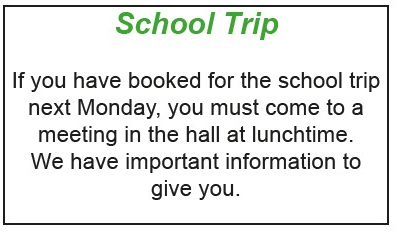 School Trip
If you have booked for the school trip
next Monday, you must come to a
meeting in the hall at lunchtime.
We have important information to
give you.